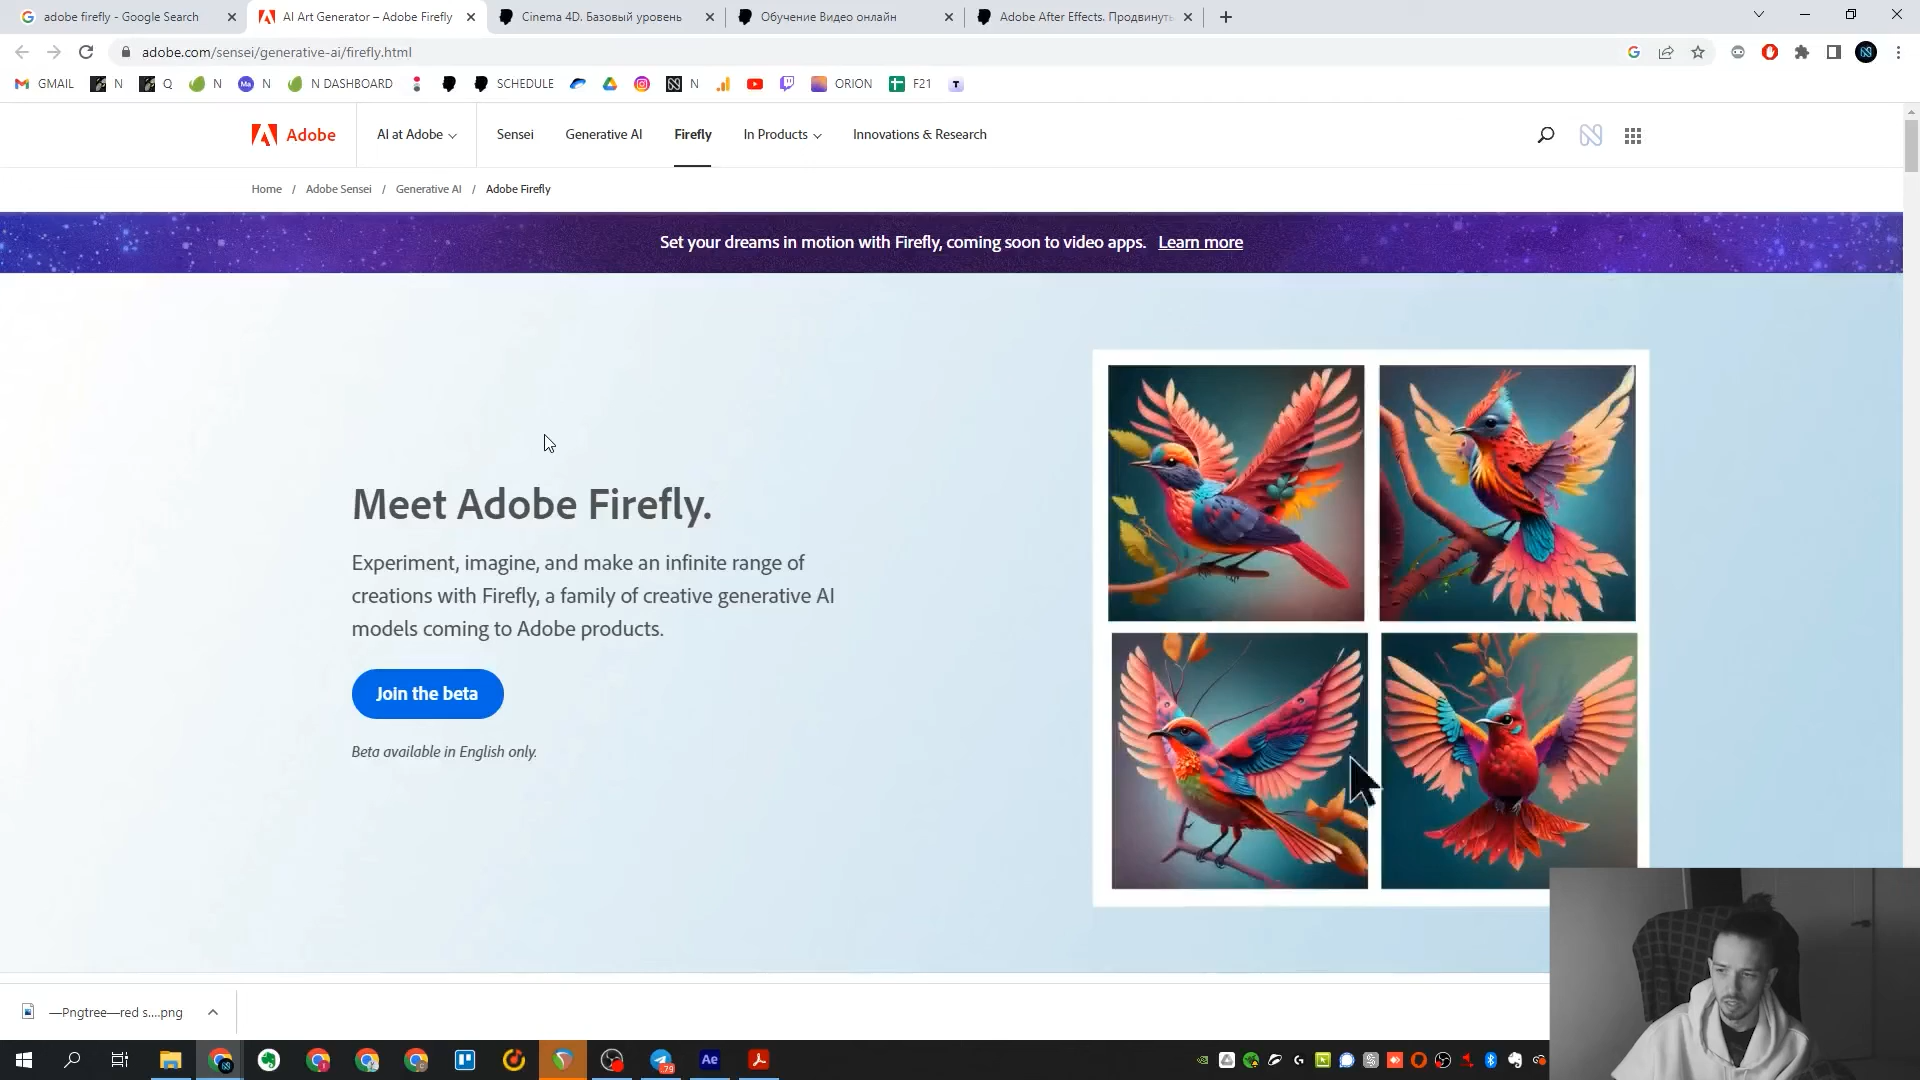 adobe firefly - Google Search
AI Art Generator – Adobe Firefly
Cinema 4D. Базовый уровень
Обучение Видео онлайн
Adobe After Effects. Продвинуть
adobe.com/sensei/generative-ai/firefly.html
GMAIL
N
Q
N
N
N DASHBOARD
SCHEDULE
N
ORION
F21
Adobe
AI at Adobe
Sensei
Generative AI
Firefly
In Products
Innovations & Research
Home / Adobe Sensei / Generative AI / Adobe Firefly
Set your dreams in motion with Firefly, coming soon to video apps. Learn more
Meet Adobe Firefly.
Experiment, imagine, and make an infinite range of
creations with Firefly, a family of creative generative AI
models coming to Adobe products.
Join the beta
Beta available in English only.
—Pngtree—red s....png
79
Ae